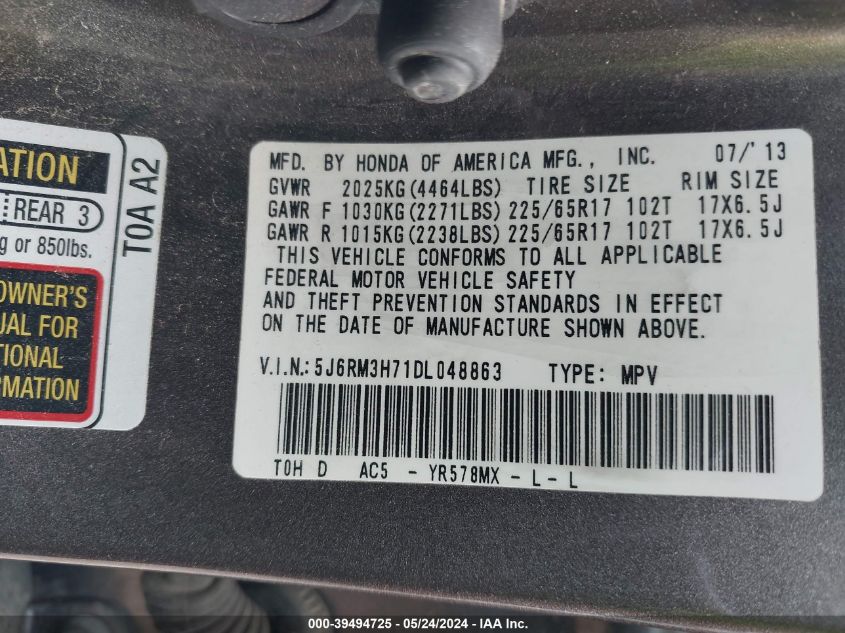 ATION
REAR 3
g or 850lbs.
OWNER'S
UAL FOR
TIONAL
RMATION
T0A A2
MFD. BY HONDA OF AMERICA MFG., INC. 07/'13
GVWR 2025KG(4464LBS) TIRE SIZE RIM SIZE
GAWR F 1030KG(2271LBS) 225/65R17 102T 17X6.5J
GAWR R 1015KG(2238LBS) 225/65R17 102T 17X6.5J
THIS VEHICLE CONFORMS TO ALL APPLICABLE
FEDERAL MOTOR VEHICLE SAFETY
AND THEFT PREVENTION STANDARDS IN EFFECT
ON THE DATE OF MANUFACTURE SHOWN ABOVE.
V.I.N.: 5J6RM3H71DL048863 TYPE: MPV
T0H D AC5 - YR578MX - L - L
000-39494725 - 05/24/2024 - IAA Inc.